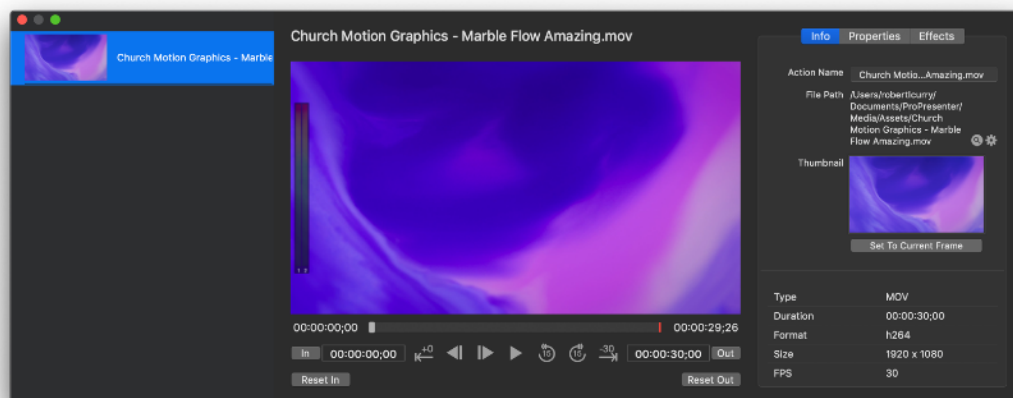 Church Motion Graphics - Marble
Church Motion Graphics - Marble Flow Amazing.mov
1 2
00:00:00;00
00:00:29;26
In
00:00:00;00
+0
15
15
-30
00:00:30;00
Out
Reset In
Reset Out
Info Properties Effects
Action Name Church Motio...Amazing.mov
File Path /Users/robertlcurry/
Documents/ProPresenter/
Media/Assets/Church
Motion Graphics - Marble
Flow Amazing.mov
Thumbnail
Set To Current Frame
Type MOV
Duration 00:00:30;00
Format h264
Size 1920 x 1080
FPS 30